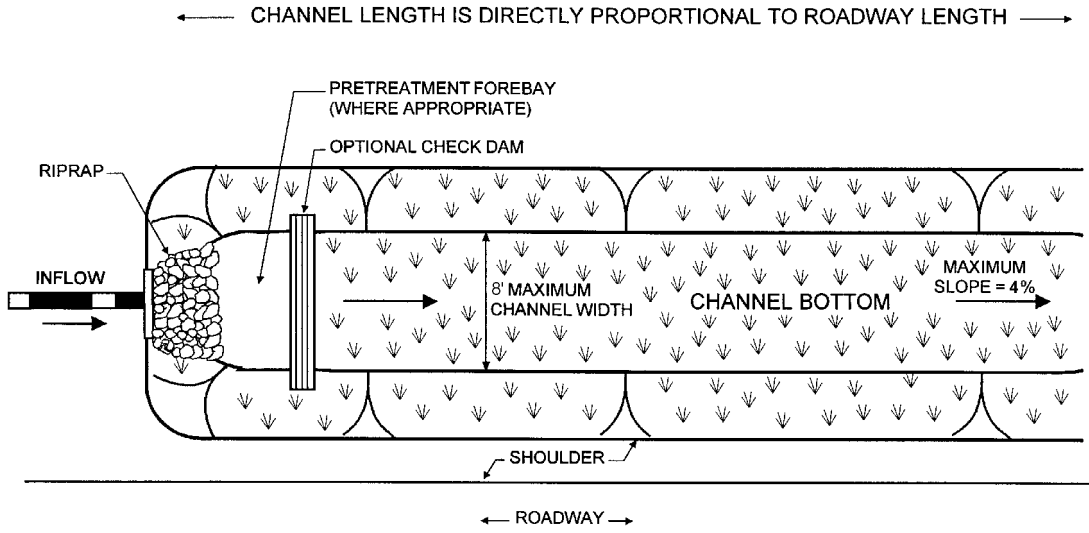 CHANNEL LENGTH IS DIRECTLY PROPORTIONAL TO ROADWAY LENGTH
PRETREATMENT FOREBAY
(WHERE APPROPRIATE)
OPTIONAL CHECK DAM
RIPRAP
INFLOW
8' MAXIMUM
CHANNEL WIDTH
CHANNEL BOTTOM
MAXIMUM
SLOPE = 4%
SHOULDER
ROADWAY